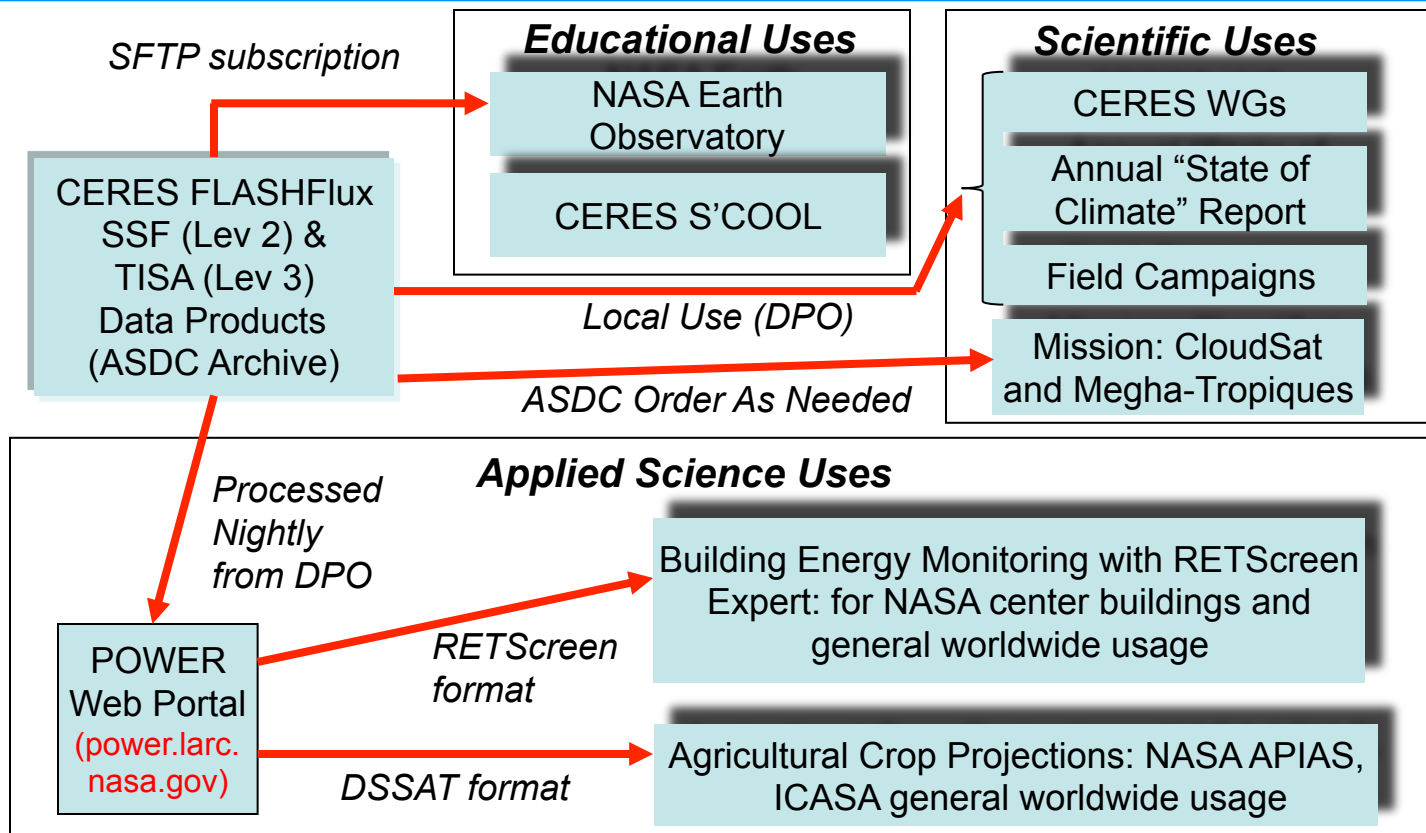 SFTP subscription
Educational Uses
NASA Earth
Observatory
CERES S’COOL
Scientific Uses
CERES WGs
Annual “State of
Climate” Report
Field Campaigns
Mission: CloudSat
and Megha-Tropiques
CERES FLASHFlux
SSF (Lev 2) &
TISA (Lev 3)
Data Products
(ASDC Archive)
Local Use (DPO)
ASDC Order As Needed
Applied Science Uses
Processed
Nightly
from DPO
POWER
Web Portal
(power.larc.
nasa.gov)
RETScreen
format
Building Energy Monitoring with RETScreen
Expert: for NASA center buildings and
general worldwide usage
DSSAT format
Agricultural Crop Projections: NASA APIAS,
ICASA general worldwide usage